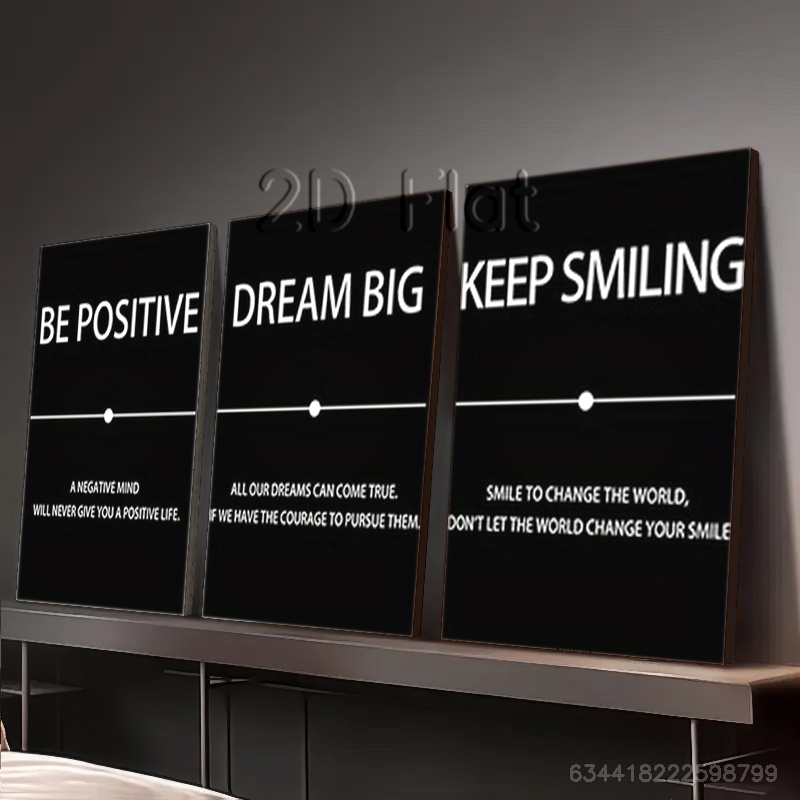 2D Flat
BE POSITIVE
A NEGATIVE MIND
WILL NEVER GIVE YOU A POSITIVE LIFE.
DREAM BIG
ALL OUR DREAMS CAN COME TRUE.
IF WE HAVE THE COURAGE TO PURSUE THEM.
KEEP SMILING
SMILE TO CHANGE THE WORLD,
DON'T LET THE WORLD CHANGE YOUR SMILE
634418222598799